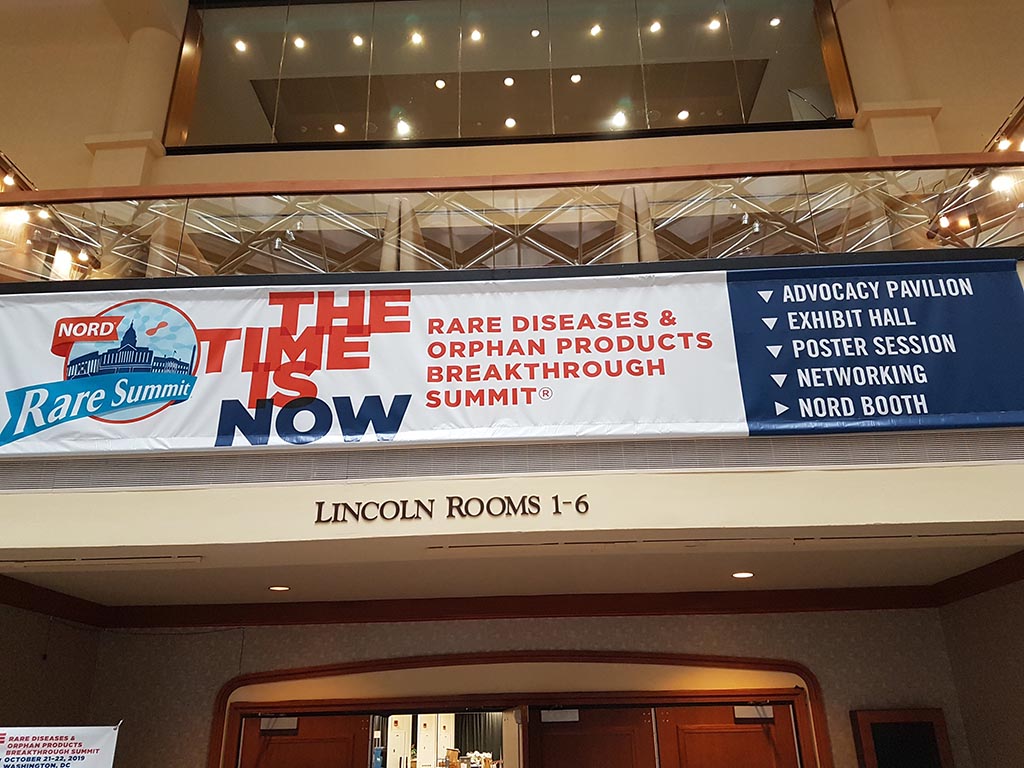 NORD
Rare Summit
THE
TIME
IS
NOW
RARE DISEASES &
ORPHAN PRODUCTS
BREAKTHROUGH
SUMMIT®
▼ ADVOCACY PAVILION
▼ EXHIBIT HALL
▼ POSTER SESSION
▼ NETWORKING
► NORD BOOTH
LINCOLN ROOMS 1-6
RARE DISEASES &
ORPHAN PRODUCTS
BREAKTHROUGH SUMMIT
OCTOBER 21-22, 2019
WASHINGTON, DC